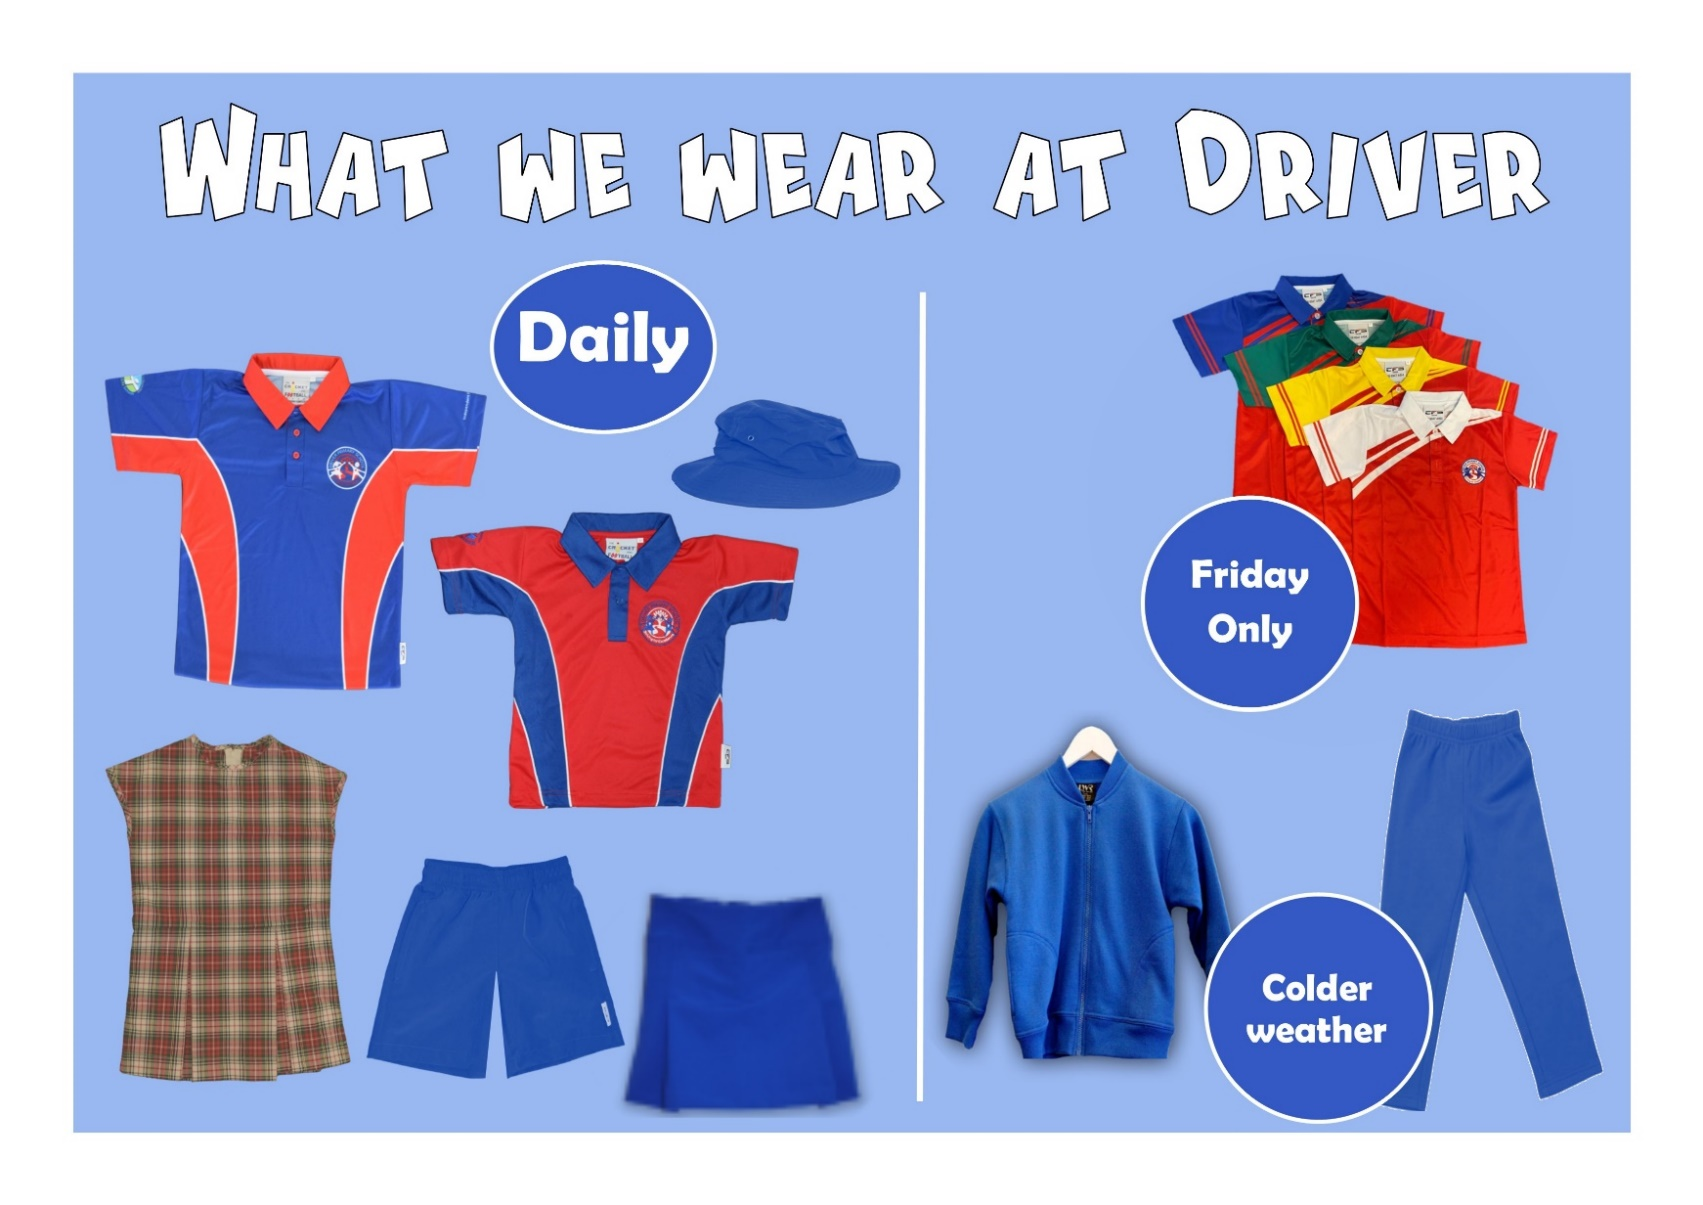 What we wear at Driver
Daily
Friday
Only
Colder
weather